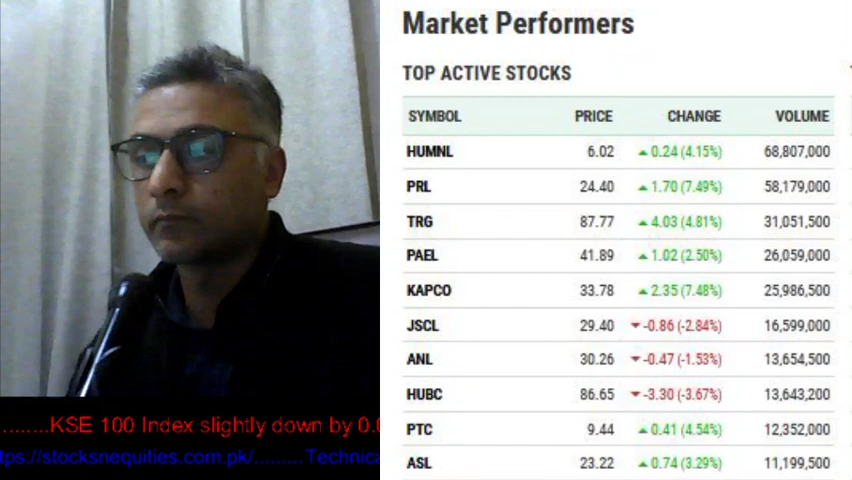 Market Performers
TOP ACTIVE STOCKS
SYMBOL PRICE CHANGE VOLUME
HUMNL 6.02 0.24 (4.15%) 68,807,000
PRL 24.40 1.70 (7.49%) 58,179,000
TRG 87.77 4.03 (4.81%) 31,051,500
PAEL 41.89 1.02 (2.50%) 26,059,000
KAPCO 33.78 2.35 (7.48%) 25,986,500
JSCL 29.40 -0.86 (-2.84%) 16,599,000
ANL 30.26 -0.47 (-1.53%) 13,654,500
HUBC 86.65 -3.30 (-3.67%) 13,643,200
PTC 9.44 0.41 (4.54%) 12,352,000
ASL 23.22 0.74 (3.29%) 11,199,500
........KSE 100 Index slightly down by 0.0
tps://stocksnequities.com.pk/.......... Technica